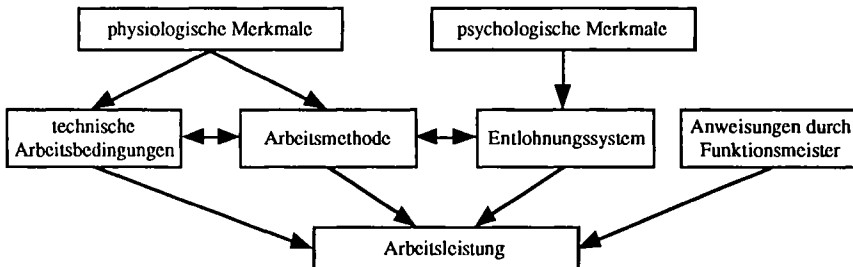 physiologische Merkmale
psychologische Merkmale
technische
Arbeitsbedingungen
Arbeitsmethode
Entlohnungssystem
Anweisungen durch
Funktionsmeister
Arbeitsleistung